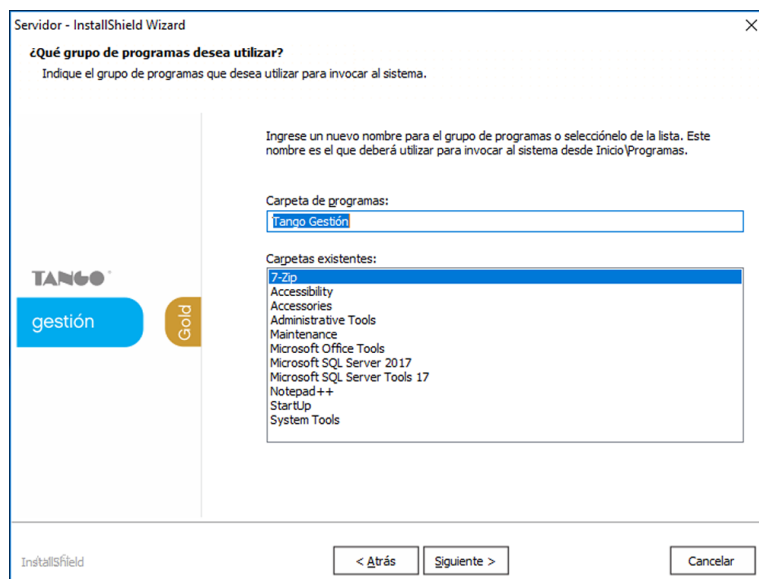 Servidor - InstallShield Wizard
¿Qué grupo de programas desea utilizar?
Indique el grupo de programas que desea utilizar para invocar al sistema.
Ingrese un nuevo nombre para el grupo de programas o selecciónelo de la lista. Este
nombre es el que deberá utilizar para invocar al sistema desde Inicio\Programas.
Carpeta de programas:
Tango Gestión
Carpetas existentes:
7-Zip
Accessibility
Accessories
Administrative Tools
Maintenance
Microsoft Office Tools
Microsoft SQL Server 2017
Microsoft SQL Server Tools 17
Notepad++
StartUp
System Tools
TANGO
gestión
Gold
InstallShield
< Atrás
Siguiente >
Cancelar